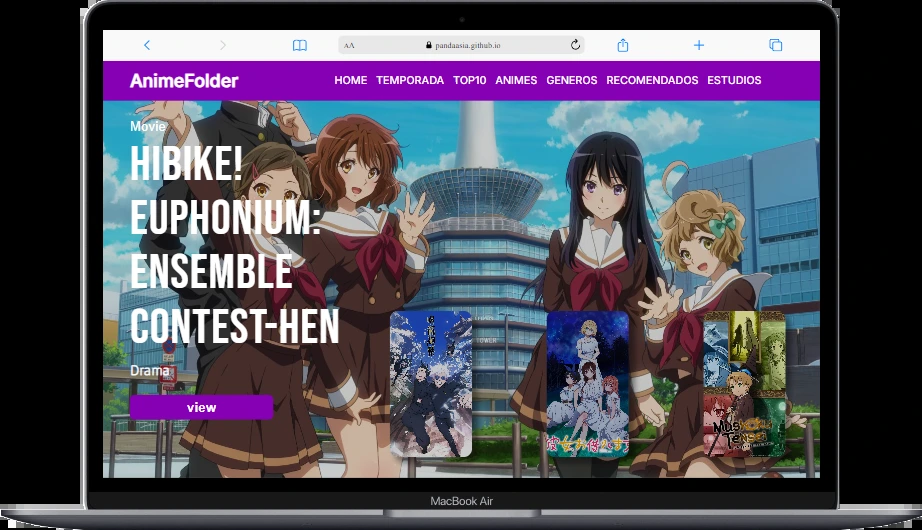 AA
pandaasia.github.io
AnimeFolder
HOME TEMPORADA TOP10 ANIMES GENEROS RECOMENDADOS ESTUDIOS
Movie
HIBIKE!
EUPHONIUM:
ENSEMBLE
CONTEST-HEN
Drama
view
TOWER
MacBook Air